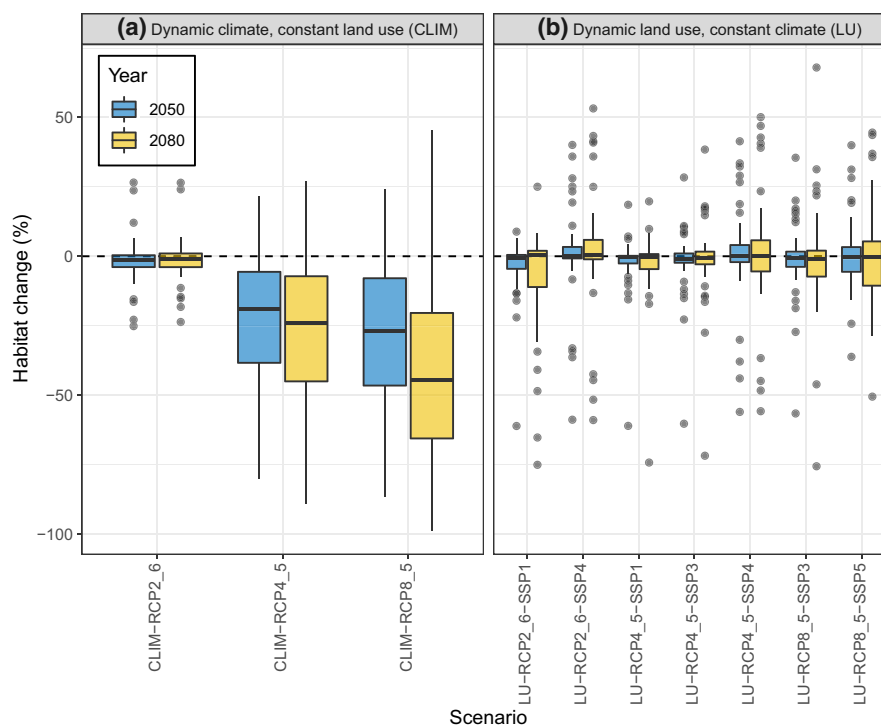 (a) Dynamic climate, constant land use (CLIM)
(b) Dynamic land use, constant climate (LU)
Year
2050
2080
Habitat change (%)
50
0
−50
−100
CLIM-RCP2_6
CLIM-RCP4_5
CLIM-RCP8_5
LU-RCP2_6-SSP1
LU-RCP2_6-SSP4
LU-RCP4_5-SSP1
LU-RCP4_5-SSP3
LU-RCP4_5-SSP4
LU-RCP8_5-SSP3
LU-RCP8_5-SSP5
Scenario